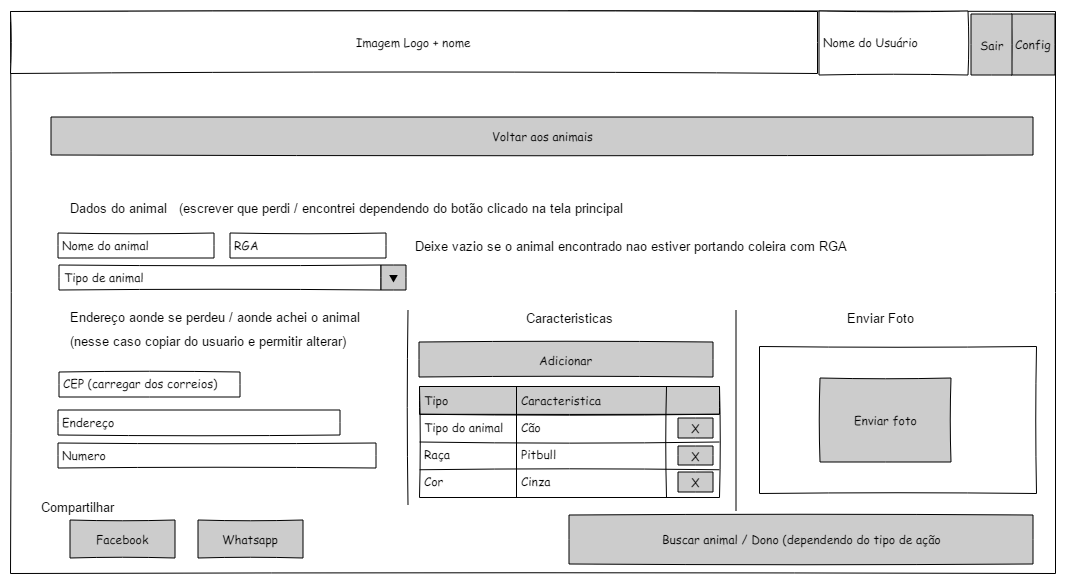 Imagem Logo + nome
Nome do Usuário
Sair
Config
Voltar aos animais
Dados do animal (escrever que perdi / encontrei dependendo do botão clicado na tela principal
Nome do animal
RGA
Deixe vazio se o animal encontrado nao estiver portando coleira com RGA
Tipo de animal
Endereço aonde se perdeu / aonde achei o animal
(nesse caso copiar do usuario e permitir alterar)
CEP (carregar dos correios)
Endereço
Numero
Caracteristicas
Adicionar
Tipo Caracteristica
Tipo do animal Cão X
Raça Pitbull X
Cor Cinza X
Enviar Foto
Enviar foto
Compartilhar
Facebook
Whatsapp
Buscar animal / Dono (dependendo do tipo de ação